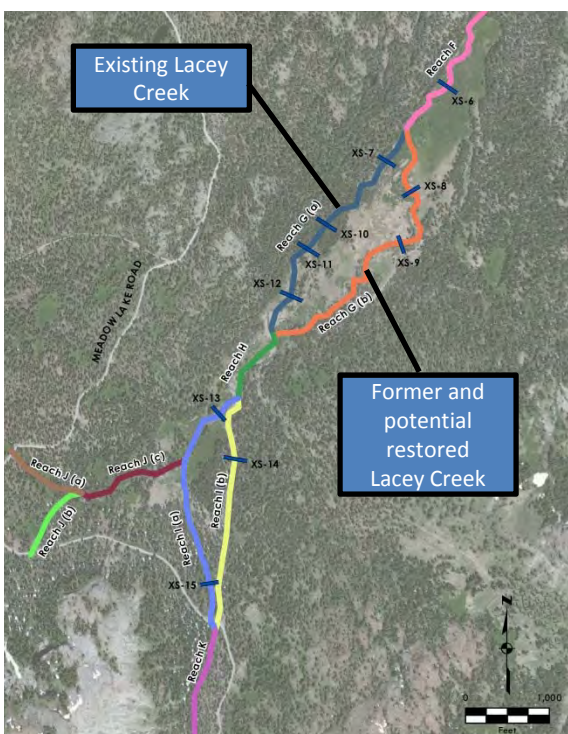 Existing Lacey
Creek
Reach F
XS-6
XS-7
XS-8
Reach G (a)
XS-10
XS-9
XS-11
XS-12
Reach G (b)
MEADOW LAKE ROAD
Reach H
Former and
potential
restored
Lacey Creek
XS-13
XS-14
Reach J (c)
Reach J (a)
Reach I (b)
Reach J (b)
Reach I (a)
XS-15
Reach K
N
0
1,000
Feet